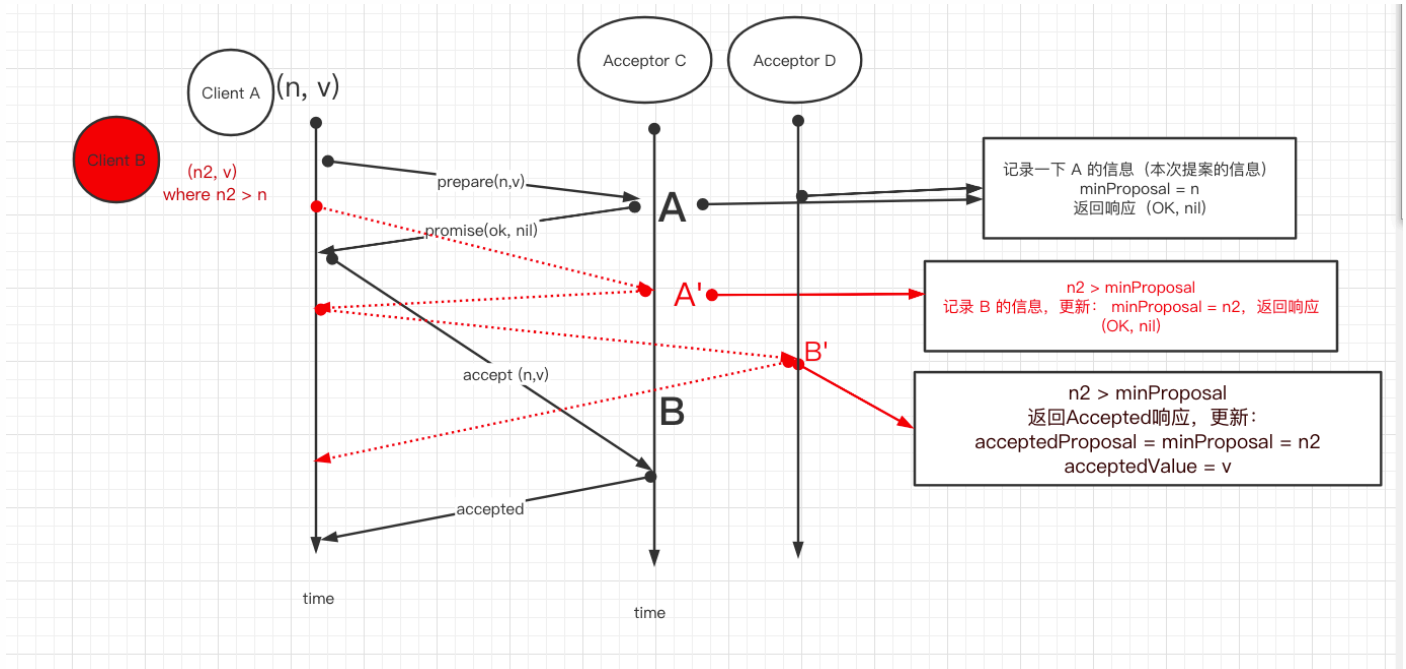 Acceptor C
Acceptor D
Client A
(n, v)
Client B
(n2, v)
where n2 > n
prepare(n,v)
A
记录一下 A 的信息（本次提案的信息）
minProposal = n
返回响应（OK, nil）
promise(ok, nil)
A'
n2 > minProposal
记录 B 的信息，更新： minProposal = n2，返回响应
（OK, nil）
B'
accept (n,v)
n2 > minProposal
返回Accepted响应，更新：
acceptedProposal = minProposal = n2
acceptedValue = v
B
accepted
time
time